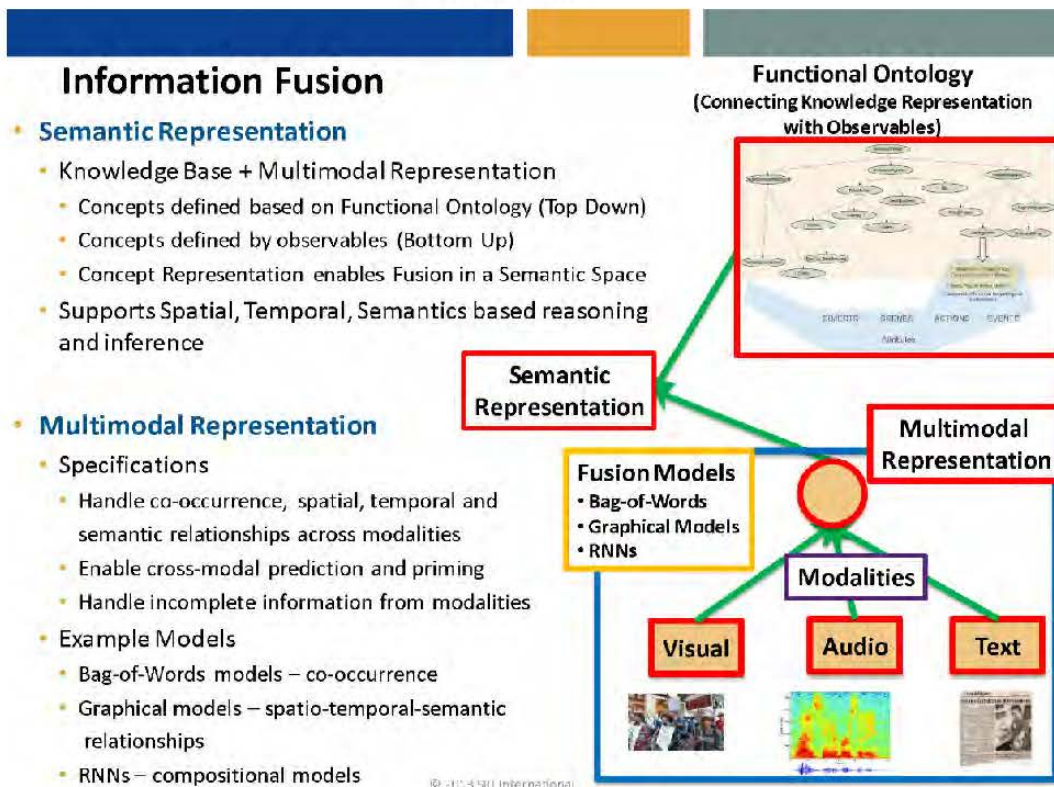 Information Fusion
• Semantic Representation
• Knowledge Base + Multimodal Representation
• Concepts defined based on Functional Ontology (Top Down)
• Concepts defined by observables (Bottom Up)
• Concept Representation enables Fusion in a Semantic Space
• Supports Spatial, Temporal, Semantics based reasoning
and inference
• Multimodal Representation
• Specifications
• Handle co-occurrence, spatial, temporal and
semantic relationships across modalities
• Enable cross-modal prediction and priming
• Handle incomplete information from modalities
• Example Models
• Bag-of-Words models – co-occurrence
• Graphical models – spatio-temporal-semantic
relationships
• RNNs – compositional models
Functional Ontology
(Connecting Knowledge Representation
with Observables)
SCENES ACTIONS
Attributes
Semantic
Representation
Multimodal
Representation
Fusion Models
• Bag-of-Words
• Graphical Models
• RNNs
Modalities
Visual
Audio
Text
International